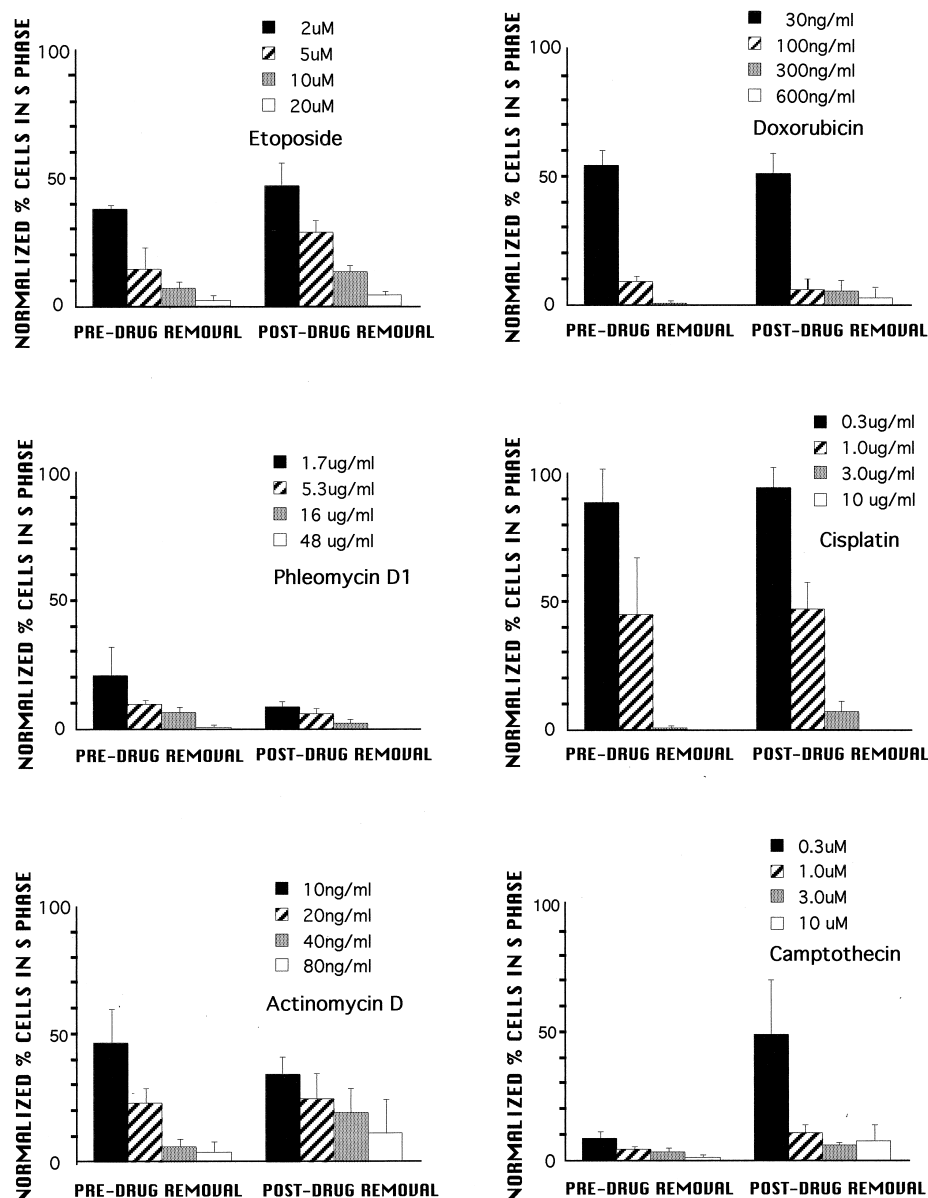 NORMALIZED % CELLS IN S PHASE
100
50
0
2uM
5uM
10uM
20uM
Etoposide
PRE-DRUG REMOVAL
POST-DRUG REMOVAL
NORMALIZED % CELLS IN S PHASE
100
50
0
30ng/ml
100ng/ml
300ng/ml
600ng/ml
Doxorubicin
PRE-DRUG REMOVAL
POST-DRUG REMOVAL
NORMALIZED % CELLS IN S PHASE
100
50
0
1.7ug/ml
5.3ug/ml
16 ug/ml
48 ug/ml
Phleomycin D1
PRE-DRUG REMOVAL
POST-DRUG REMOVAL
NORMALIZED % CELLS IN S PHASE
100
50
0
0.3ug/ml
1.0ug/ml
3.0ug/ml
10 ug/ml
Cisplatin
PRE-DRUG REMOVAL
POST-DRUG REMOVAL
NORMALIZED % CELLS IN S PHASE
100
50
0
10ng/ml
20ng/ml
40ng/ml
80ng/ml
Actinomycin D
PRE-DRUG REMOVAL
POST-DRUG REMOVAL
NORMALIZED % CELLS IN S PHASE
100
50
0
0.3uM
1.0uM
3.0uM
10 uM
Camptothecin
PRE-DRUG REMOVAL
POST-DRUG REMOVAL